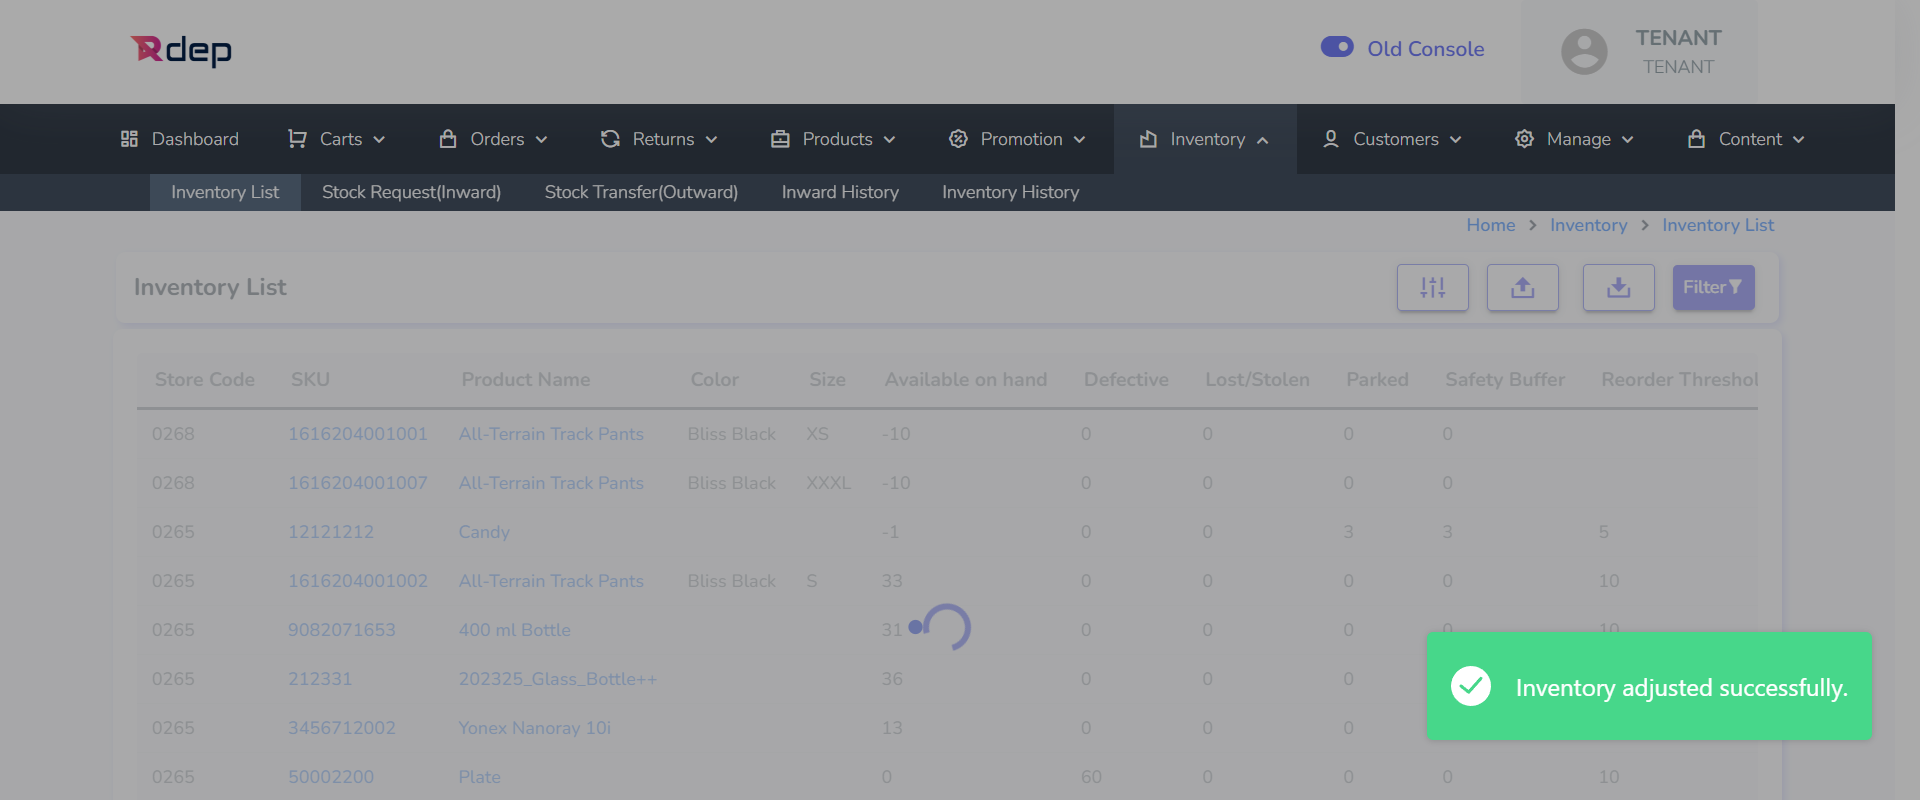 Rdep
Old Console
TENANT
TENANT
Dashboard Carts Orders Returns Products Promotion Inventory Customers Manage Content
Inventory List Stock Request(Inward) Stock Transfer(Outward) Inward History Inventory History
Home > Inventory > Inventory List
Inventory List Filter
Store Code SKU Product Name Color Size Available on hand Defective Lost/Stolen Parked Safety Buffer Reorder Threshol
0268 1616204001001 All-Terrain Track Pants Bliss Black XS -10 0 0 0 0
0268 1616204001007 All-Terrain Track Pants Bliss Black XXXL -10 0 0 0 0
0265 12121212 Candy -1 0 0 3 3 5
0265 1616204001002 All-Terrain Track Pants Bliss Black S 33 0 0 0 0 10
0265 9082071653 400 ml Bottle 31 0 0 0 0 10
0265 212331 202325_Glass_Bottle++ 36 0 0 0
0265 3456712002 Yonex Nanoray 10i 13 0 0 0
0265 50002200 Plate 0 60 0 0 0 10
Inventory adjusted successfully.